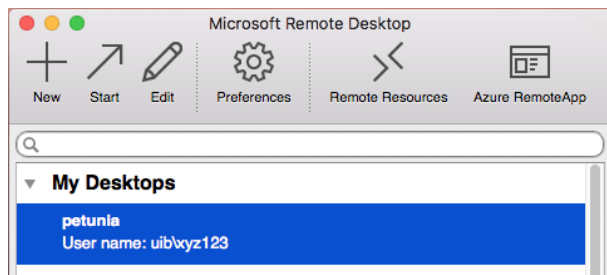 Microsoft Remote Desktop
New Start Edit Preferences Remote Resources Azure RemoteApp
My Desktops
petunia
User name: uib\xyz123